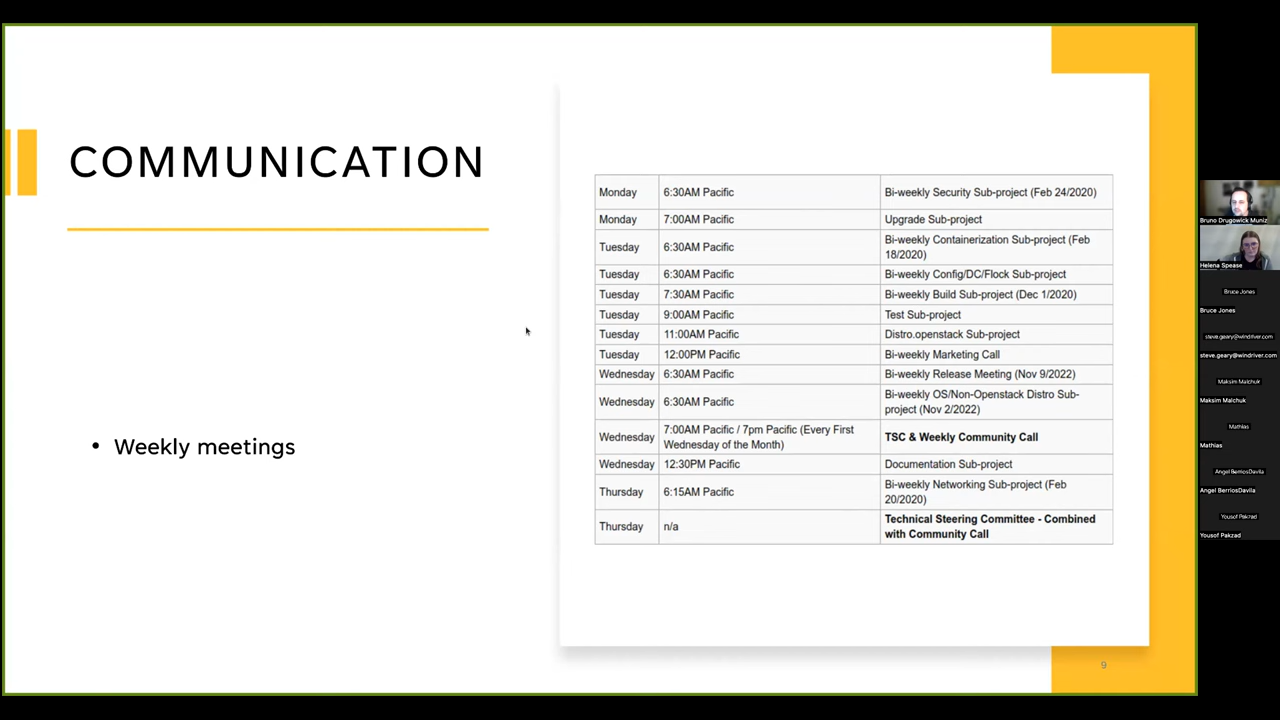 COMMUNICATION
Weekly meetings
Monday 6:30AM Pacific Bi-weekly Security Sub-project (Feb 24/2020)
Monday 7:00AM Pacific Upgrade Sub-project
Tuesday 6:30AM Pacific Bi-weekly Containerization Sub-project (Feb
18/2020)
Tuesday 6:30AM Pacific Bi-weekly Config/DC/Flock Sub-project
Tuesday 7:30AM Pacific Bi-weekly Build Sub-project (Dec 1/2020)
Tuesday 9:00AM Pacific Test Sub-project
Tuesday 11:00AM Pacific Distro.openstack Sub-project
Tuesday 12:00PM Pacific Bi-weekly Marketing Call
Wednesday 6:30AM Pacific Bi-weekly Release Meeting (Nov 9/2022)
Wednesday 6:30AM Pacific Bi-weekly OS/Non-Openstack Distro Sub-
project (Nov 2/2022)
Wednesday 7:00AM Pacific / 7pm Pacific (Every First
Wednesday of the Month) TSC & Weekly Community Call
Wednesday 12:30PM Pacific Documentation Sub-project
Thursday 6:15AM Pacific Bi-weekly Networking Sub-project (Feb
20/2020)
Thursday n/a Technical Steering Committee - Combined
with Community Call
9
Bruno Drugowick Muniz
Helena Spease
Bruce Jones
Bruce Jones
steve.geary@windriver.com
steve.geary@windriver.com
Maksim Malchuk
Maksim Malchuk
Mathias
Mathias
Angel BerriosDavila
Angel BerriosDavila
Yousof Pakzad
Yousof Pakzad